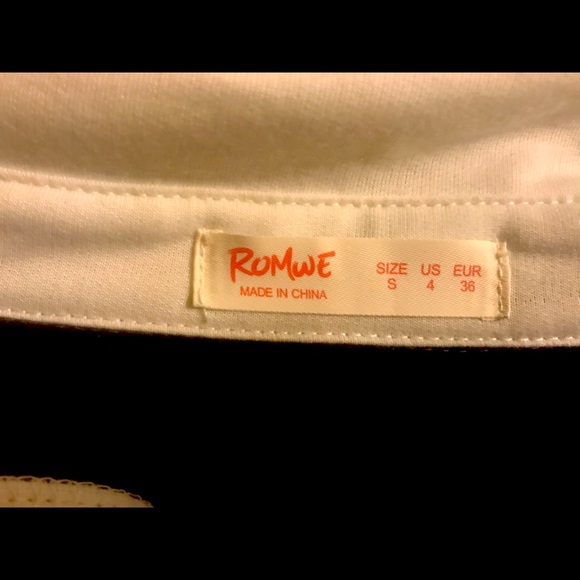 ROMWE
MADE IN CHINA
SIZE US EUR
S 4 36